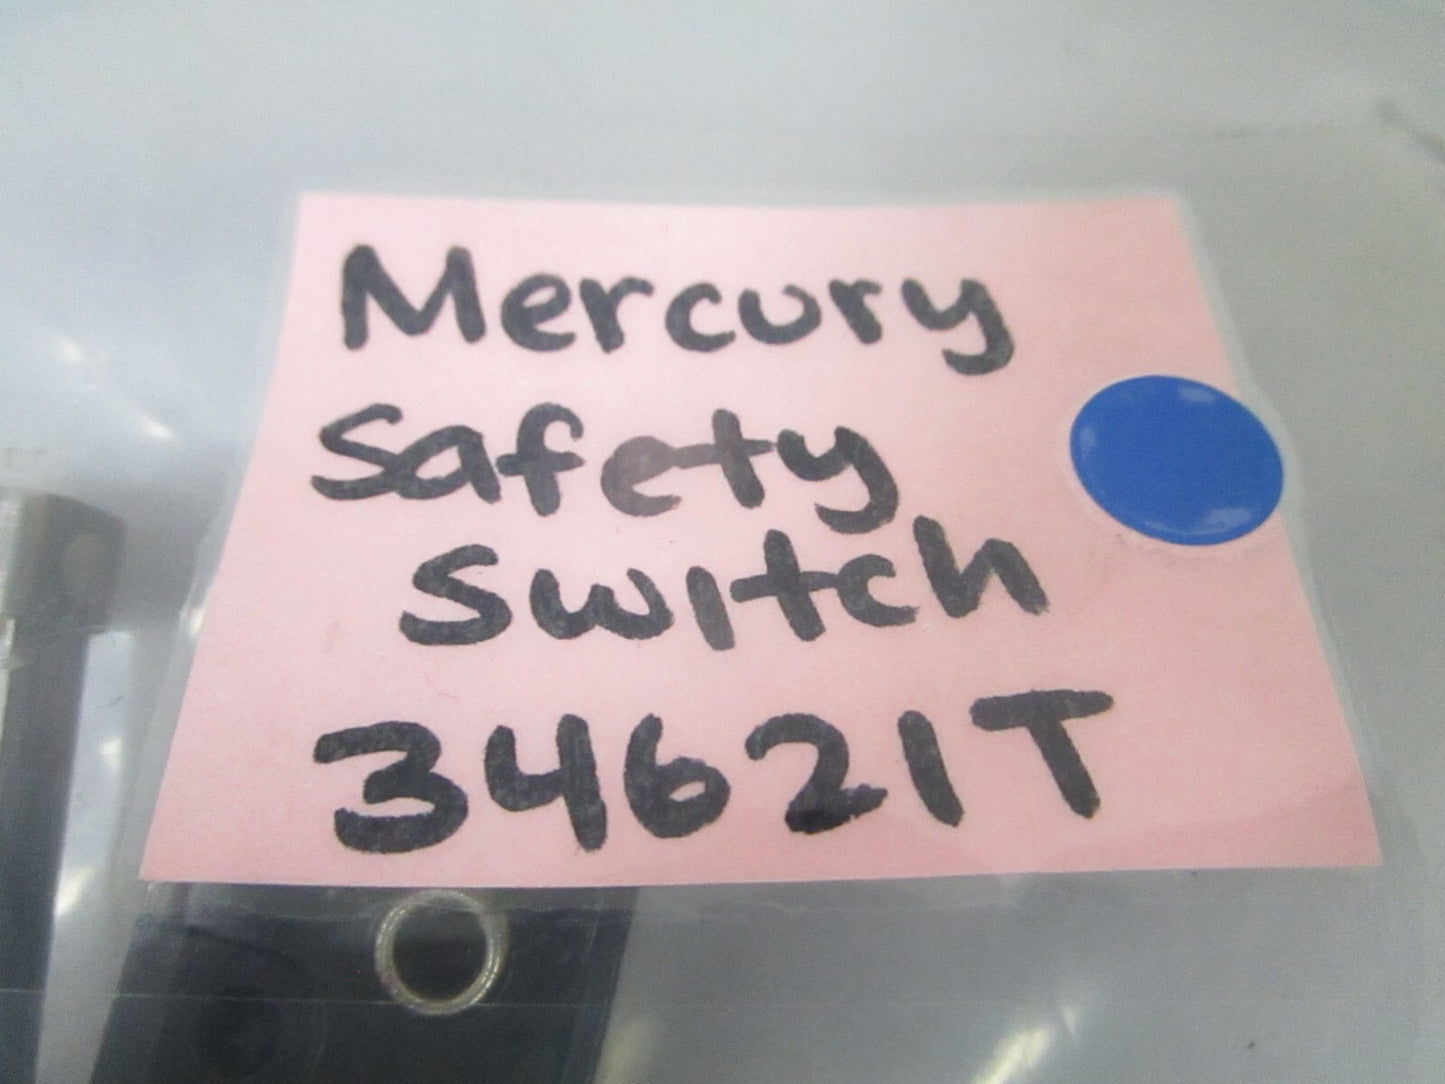 Mercury
Safety
Switch
34621T